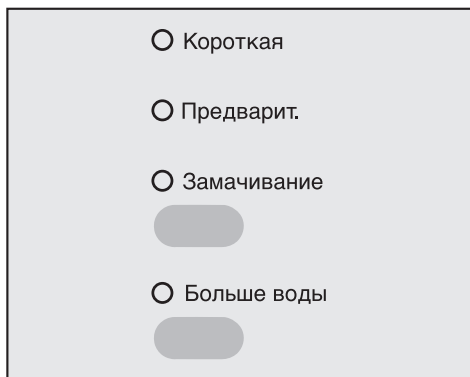 Короткая
Предварит.
Замачивание
Больше воды